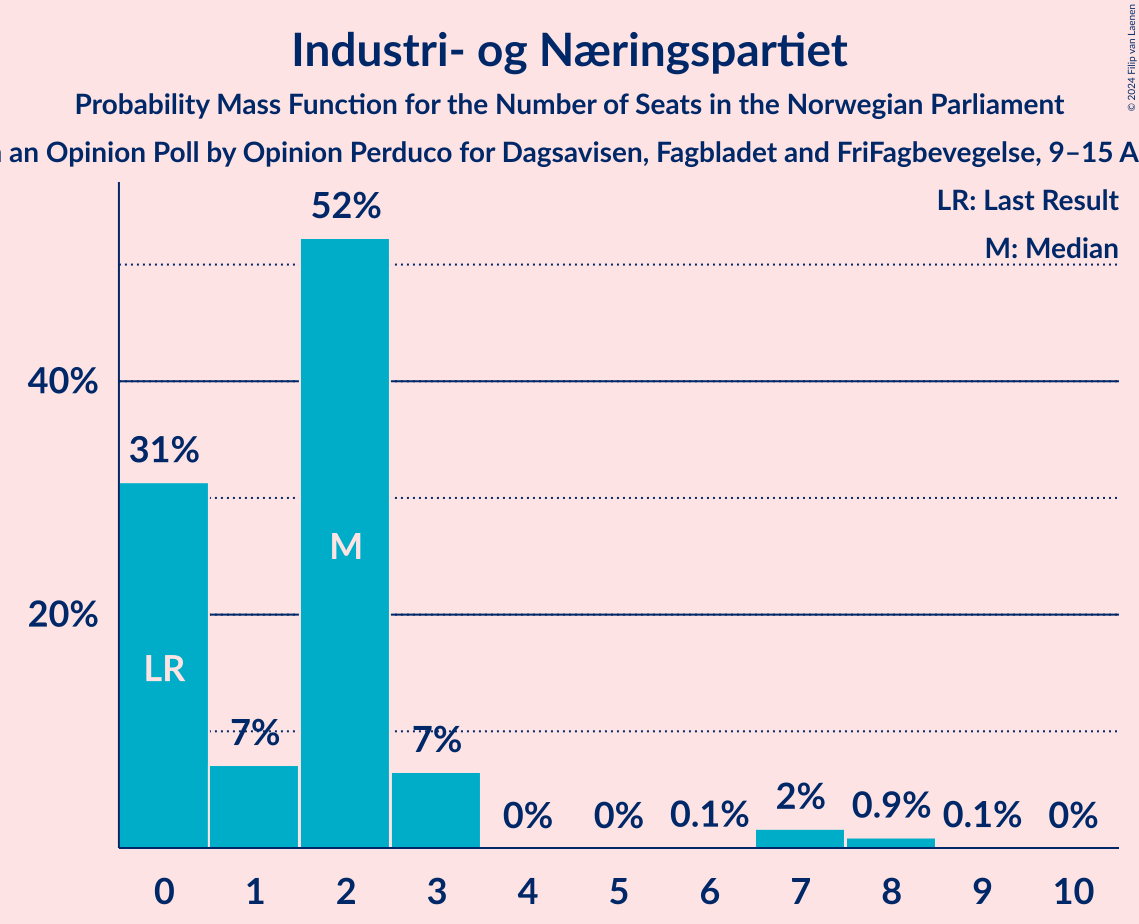 Industri- og Næringspartiet
Probability Mass Function for the Number of Seats in the Norwegian Parliament
an Opinion Poll by Opinion Perduco for Dagsavisen, Fagbladet and FriFagbevegelse, 9–15 A
© 2024 Filip van Laenen
LR: Last Result
M: Median
52%
40%
31%
M
20%
LR
7%
7%
0%
0%
0.1%
2%
0.9%
0.1%
0%
0 1 2 3 4 5 6 7 8 9 10